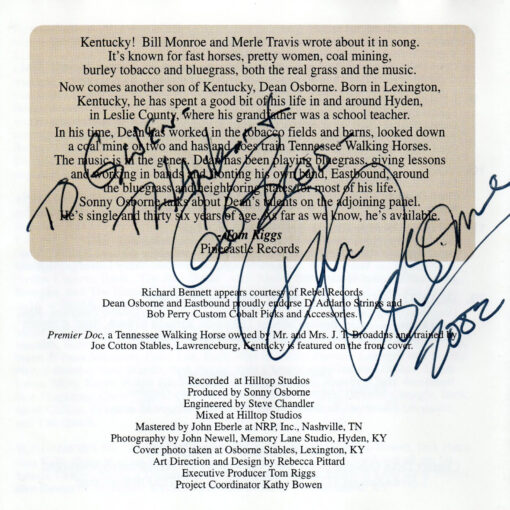 Kentucky! Bill Monroe and Merle Travis wrote about it in song.
It's known for fast horses, pretty women, coal mining,
burley tobacco and bluegrass, both the real grass and the music.
Now comes another son of Kentucky, Dean Osborne. Born in Lexington,
Kentucky, he has spent a good bit of his life in and around Hyden,
in Leslie County, where his grandfather was a school teacher.
In his time, Dean has worked in the tobacco fields and barns, looked down
a coal mine or two and has and does train Tennessee Walking Horses.
The music is in the genes. Dean has been playing bluegrass, giving lessons
and working in bands and fronting his own band, Eastbound, around
the bluegrass and neighboring states for most of his life.
Sonny Osborne talks about Dean's talents on the adjoining panel.
He's single and thirty six years of age. As far as we know, he's available.
-Tom Riggs
Pinecastle Records
TO
2002
Richard Bennett appears courtesy of Rebel Records
Dean Osborne and Eastbound proudly endorse D'Addario Strings and
Bob Perry Custom Cobalt Picks and Accessories.
Premier Doc, a Tennessee Walking Horse owned by Mr. and Mrs. J. T. Broaddus and trained by
Joe Cotton Stables, Lawrenceburg, Kentucky is featured on the front cover.
Recorded at Hilltop Studios
Produced by Sonny Osborne
Engineered by Steve Chandler
Mixed at Hilltop Studios
Mastered by John Eberle at NRP, Inc., Nashville, TN
Photography by John Newell, Memory Lane Studio, Hyden, KY
Cover photo taken at Osborne Stables, Lexington, KY
Art Direction and Design by Rebecca Pittard
Executive Producer Tom Riggs
Project Coordinator Kathy Bowen